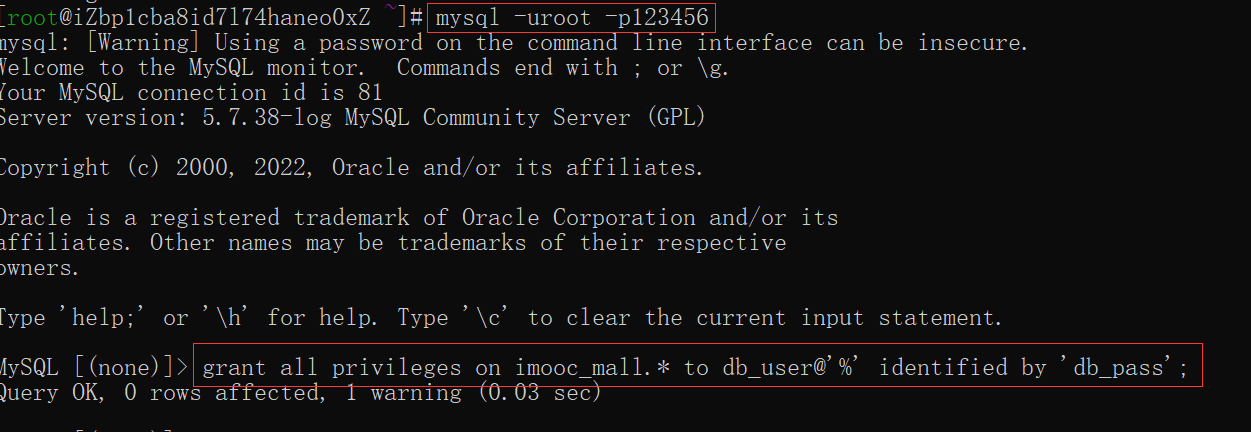 [root@iZbp1cba8id7l74haneo0xZ ~]# mysql -uroot -p123456
mysql: [Warning] Using a password on the command line interface can be insecure.
Welcome to the MySQL monitor.  Commands end with ; or \g.
Your MySQL connection id is 81
Server version: 5.7.38-log MySQL Community Server (GPL)
Copyright (c) 2000, 2022, Oracle and/or its affiliates.
Oracle is a registered trademark of Oracle Corporation and/or its
affiliates. Other names may be trademarks of their respective
owners.
Type 'help;' or '\h' for help. Type '\c' to clear the current input statement.
MySQL [(none)]> grant all privileges on imooc_mall.* to db_user@'%' identified by 'db_pass';
Query OK, 0 rows affected, 1 warning (0.03 sec)